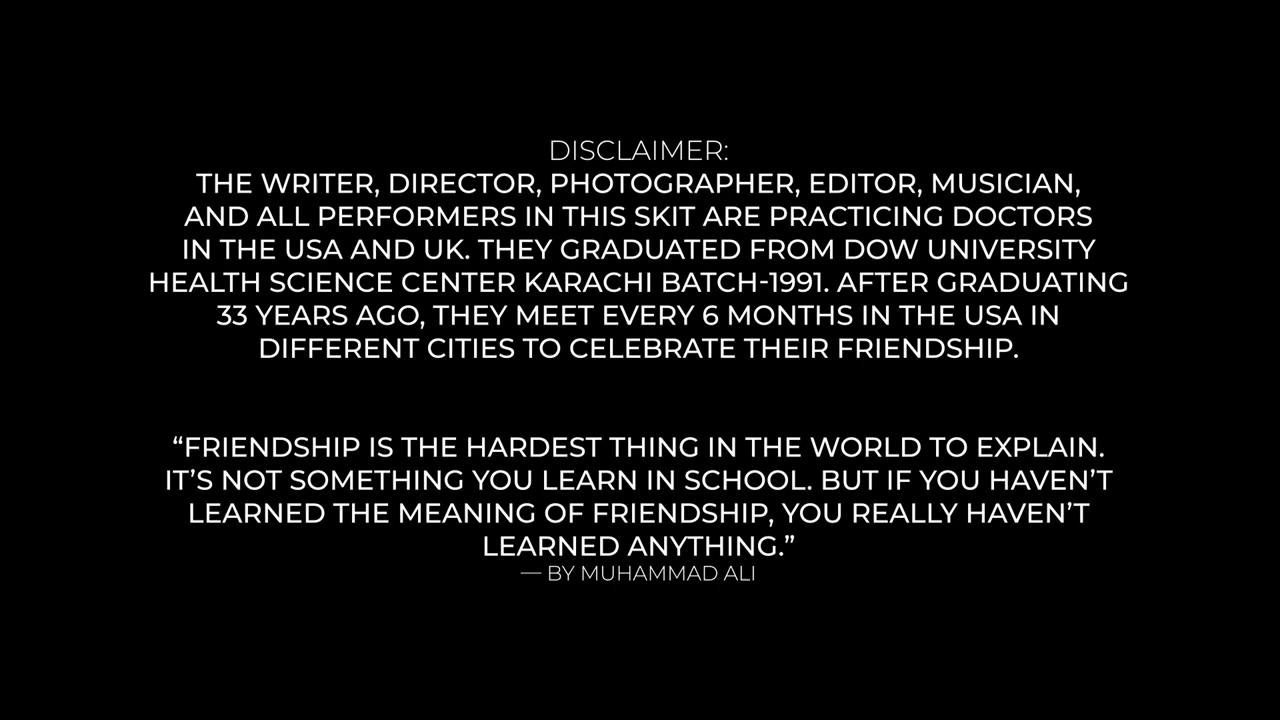 DISCLAIMER:
THE WRITER, DIRECTOR, PHOTOGRAPHER, EDITOR, MUSICIAN,
AND ALL PERFORMERS IN THIS SKIT ARE PRACTICING DOCTORS
IN THE USA AND UK. THEY GRADUATED FROM DOW UNIVERSITY
HEALTH SCIENCE CENTER KARACHI BATCH-1991. AFTER GRADUATING
33 YEARS AGO, THEY MEET EVERY 6 MONTHS IN THE USA IN
DIFFERENT CITIES TO CELEBRATE THEIR FRIENDSHIP.
“FRIENDSHIP IS THE HARDEST THING IN THE WORLD TO EXPLAIN.
IT’S NOT SOMETHING YOU LEARN IN SCHOOL. BUT IF YOU HAVEN’T
LEARNED THE MEANING OF FRIENDSHIP, YOU REALLY HAVEN’T
LEARNED ANYTHING.”
— BY MUHAMMAD ALI